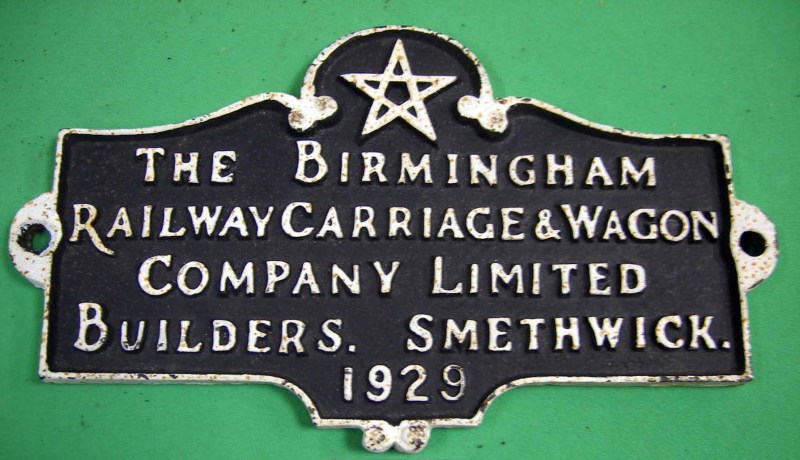 THE BIRMINGHAM
RAILWAY CARRIAGE & WAGON
COMPANY LIMITED
BUILDERS. SMETHWICK.
1929